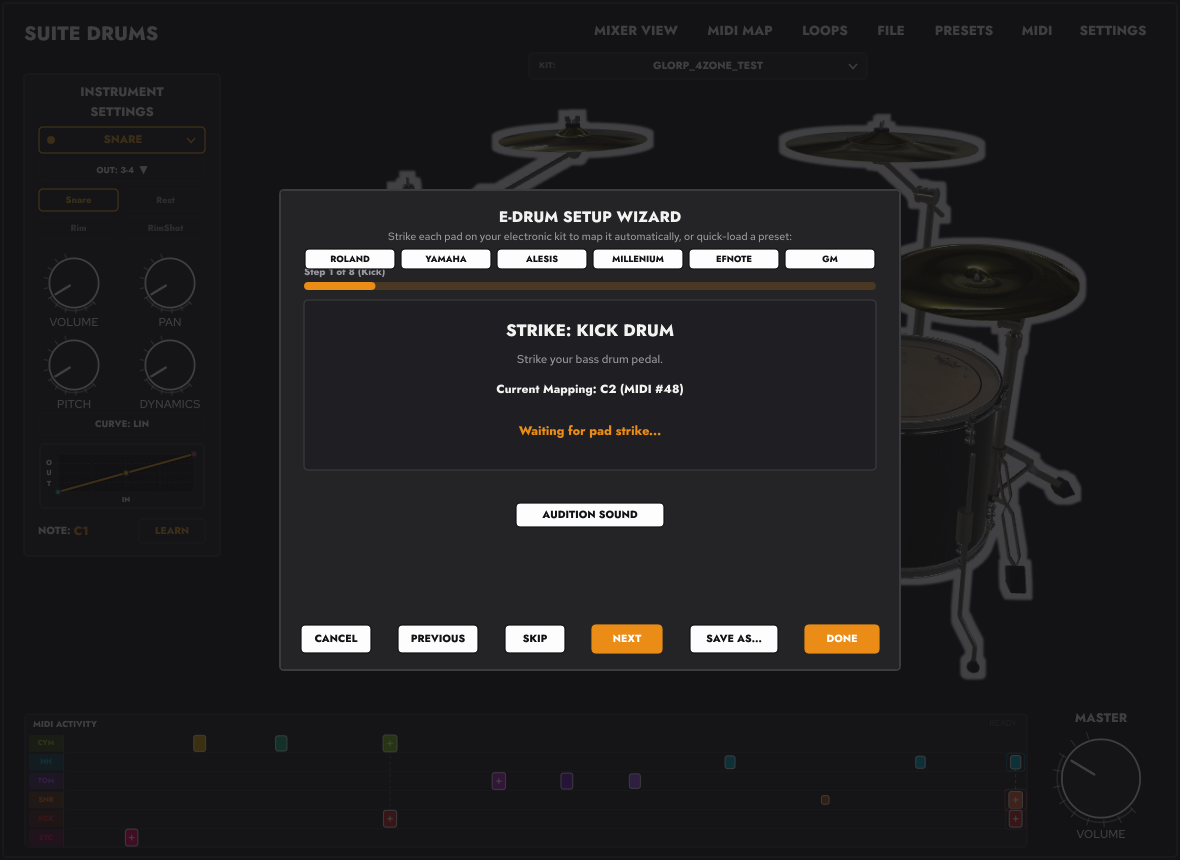 SUITE DRUMS
MIXER VIEW MIDI MAP LOOPS FILE PRESETS MIDI SETTINGS
KIT: GLORP_4ZONE_TEST
INSTRUMENT
SETTINGS
SNARE
OUT: 3-4 ▼
Snare Rest
Rim RimShot
VOLUME PAN
PITCH DYNAMICS
CURVE: LIN
OUT
IN
NOTE: C1 LEARN
E-DRUM SETUP WIZARD
Strike each pad on your electronic kit to map it automatically, or quick-load a preset:
ROLAND YAMAHA ALESIS MILLENIUM EFNOTE GM
Step 1 of 8 (Kick)
STRIKE: KICK DRUM
Strike your bass drum pedal.
Current Mapping: C2 (MIDI #48)
Waiting for pad strike...
AUDITION SOUND
CANCEL PREVIOUS SKIP NEXT SAVE AS... DONE
MIDI ACTIVITY
CYM
TOM
SNR
KCK
MASTER
VOLUME